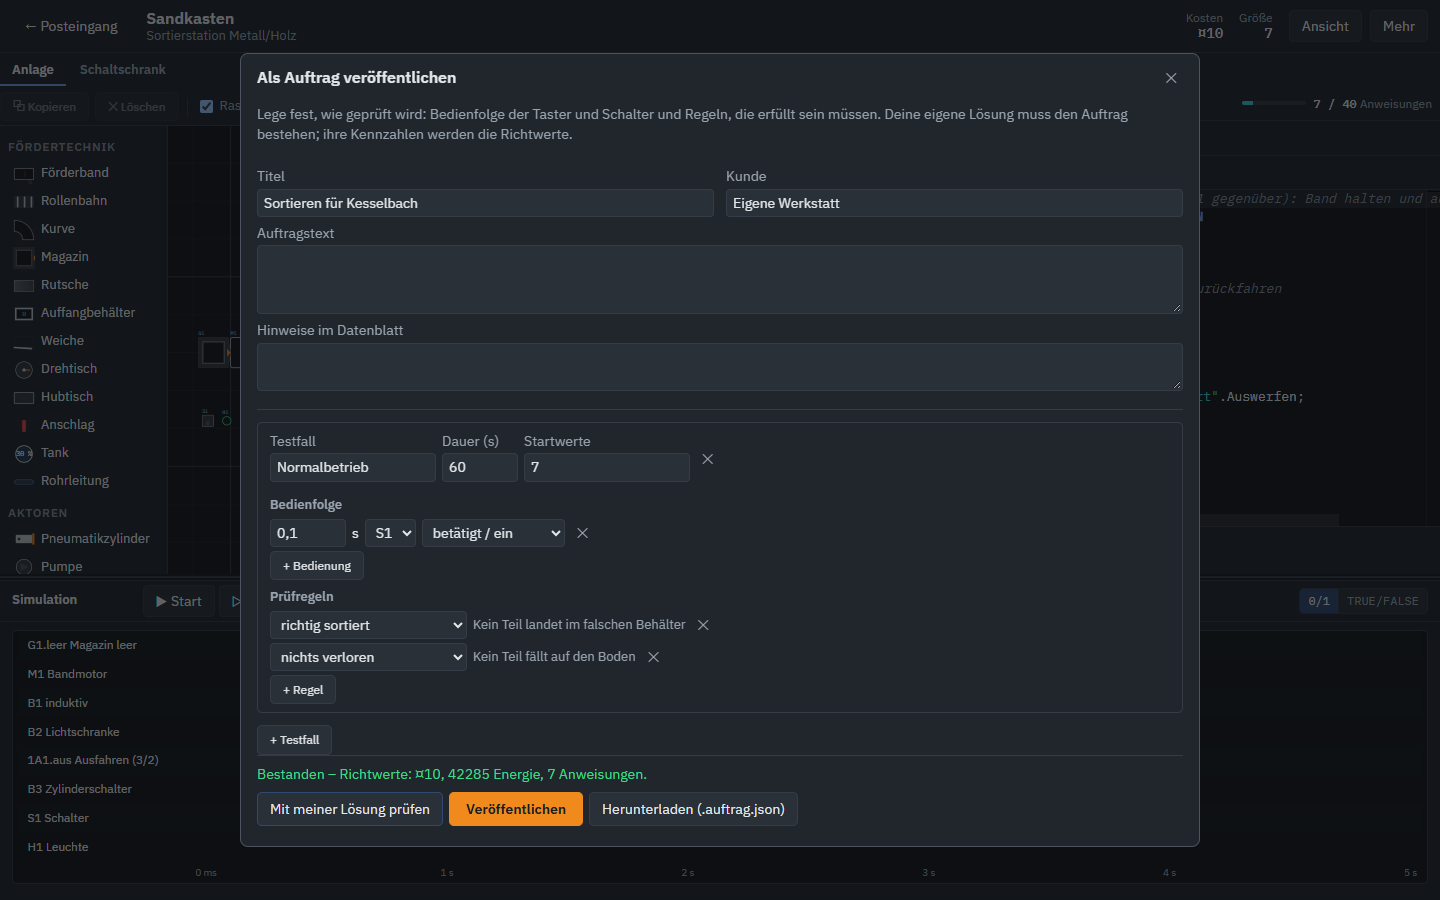 ← Posteingang
Sandkasten
Sortierstation Metall/Holz
Kosten
¤10
Größe
7
Ansicht
Mehr
Anlage
Schaltschrank
Kopieren
Löschen
Ras
7 / 40 Anweisungen
FÖRDERTECHNIK
Förderband
Rollenbahn
Kurve
Magazin
Rutsche
Auffangbehälter
Weiche
Drehtisch
Hubtisch
Anschlag
Tank
Rohrleitung
AKTOREN
Pneumatikzylinder
Pumpe
gegenüber): Band halten und
urückfahren
".Auswerfen;
Als Auftrag veröffentlichen
Lege fest, wie geprüft wird: Bedienfolge der Taster und Schalter und Regeln, die erfüllt sein müssen. Deine eigene Lösung muss den Auftrag
bestehen; ihre Kennzahlen werden die Richtwerte.
Titel
Kunde
Sortieren für Kesselbach
Eigene Werkstatt
Auftragstext
Hinweise im Datenblatt
Testfall
Dauer (s)
Startwerte
Normalbetrieb
60
7
Bedienfolge
0,1 s S1 betätigt / ein
+ Bedienung
Prüfregeln
richtig sortiert Kein Teil landet im falschen Behälter
nichts verloren Kein Teil fällt auf den Boden
+ Regel
+ Testfall
Bestanden – Richtwerte: ¤10, 42285 Energie, 7 Anweisungen.
Mit meiner Lösung prüfen
Veröffentlichen
Herunterladen (.auftrag.json)
Simulation
Start
0/1
TRUE/FALSE
G1.leer Magazin leer
M1 Bandmotor
B1 induktiv
B2 Lichtschranke
1A1.aus Ausfahren (3/2)
B3 Zylinderschalter
S1 Schalter
H1 Leuchte
0 ms
1 s
2 s
3 s
4 s
5 s